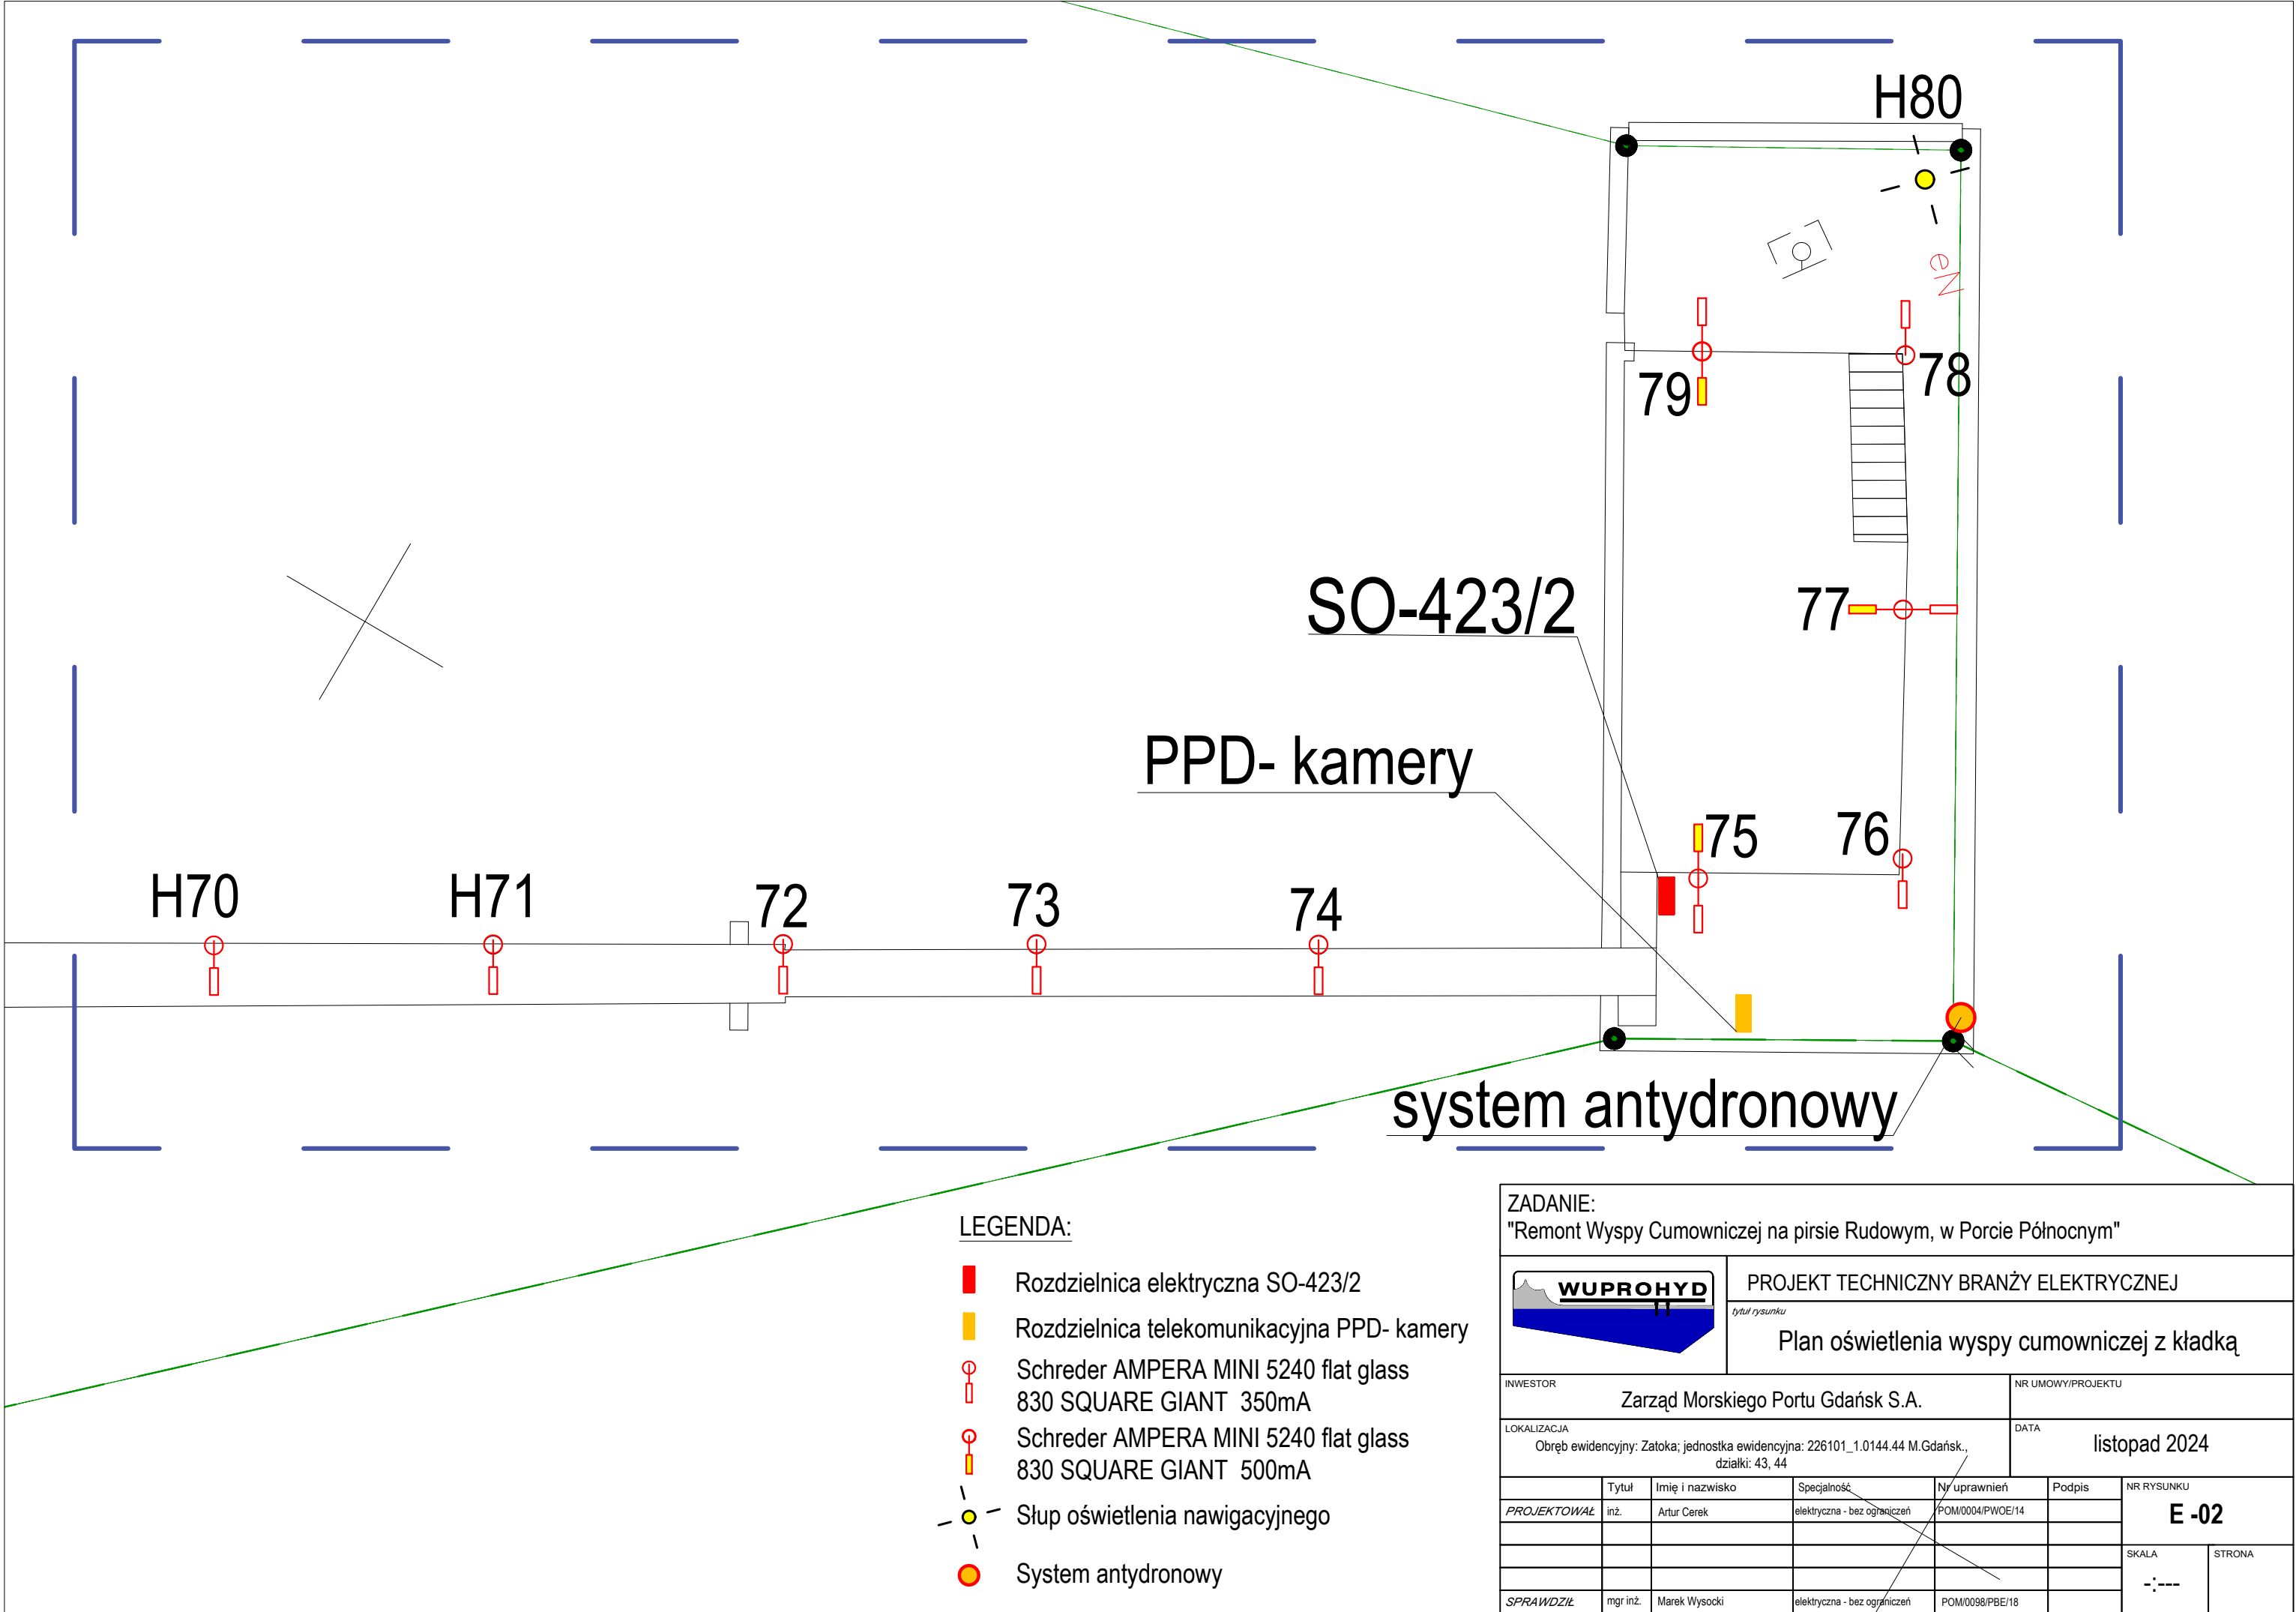 H80
eN
79
78
SO-423/2
77
PPD- kamery
75
76
H70
H71
72
73
74
system antydronowy
LEGENDA:
Rozdzielnica elektryczna SO-423/2
Rozdzielnica telekomunikacyjna PPD- kamery
Schreder AMPERA MINI 5240 flat glass
830 SQUARE GIANT 350mA
Schreder AMPERA MINI 5240 flat glass
830 SQUARE GIANT 500mA
Słup oświetlenia nawigacyjnego
System antydronowy
ZADANIE:
"Remont Wyspy Cumowniczej na pirsie Rudowym, w Porcie Północnym"
WUPROHYD
PROJEKT TECHNICZNY BRANŻY ELEKTRYCZNEJ
tytuł rysunku
Plan oświetlenia wyspy cumowniczej z kładką
INWESTOR
Zarząd Morskiego Portu Gdańsk S.A.
NR UMOWY/PROJEKTU
LOKALIZACJA
Obręb ewidencyjny: Zatoka; jednostka ewidencyjna: 226101_1.0144.44 M.Gdańsk.,
działki: 43, 44
DATA
listopad 2024
Tytuł Imię i nazwisko Specjalność Nr uprawnień Podpis
NR RYSUNKU
PROJEKTOWAŁ inż. Artur Cerek elektryczna - bez ograniczeń POM/0004/PWOE/14
E -02
SKALA
STRONA
-:---
SPRAWDZIŁ mgr inż. Marek Wysocki elektryczna - bez ograniczeń POM/0098/PBE/18